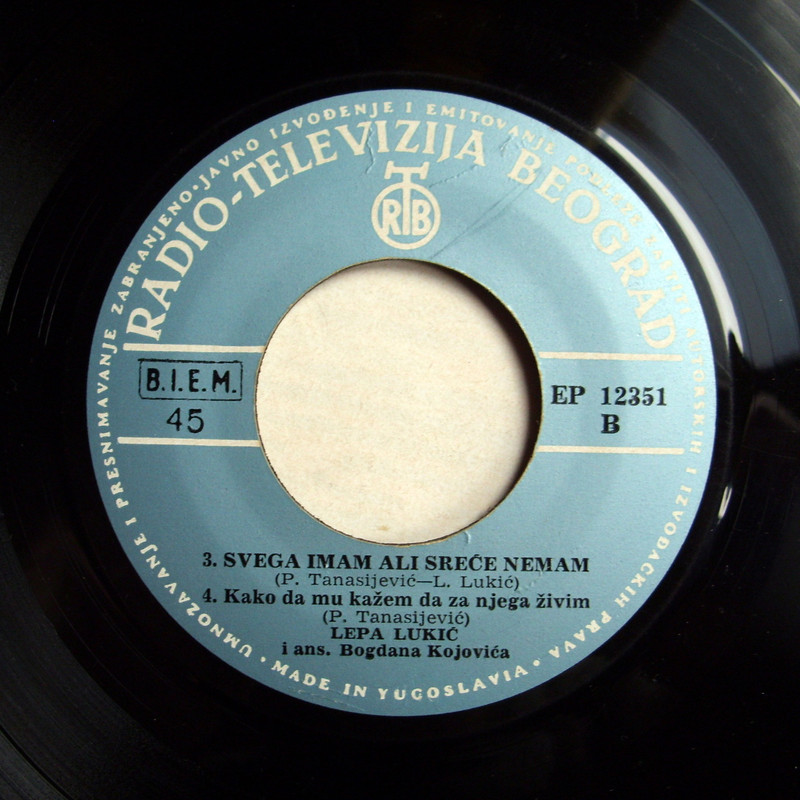 UMNOŽAVANJE I PRESNIMAVANJE ZABRANJENO • JAVNO IZVOĐENJE I EMITOVANJE PODLEŽE ZAŠTITI AUTORSKIH I IZVOĐAČKIH PRAVA •
RADIO-TELEVIZIJA BEOGRAD
RTB
B.I.E.M.
45
EP 12351
B
3. SVEGA IMAM ALI SREĆE NEMAM
(P. Tanasijević—L. Lukić)
4. Kako da mu kažem da za njega živim
(P. Tanasijević)
LEPA LUKIĆ
i ans. Bogdana Kojovića
MADE IN YUGOSLAVIA •